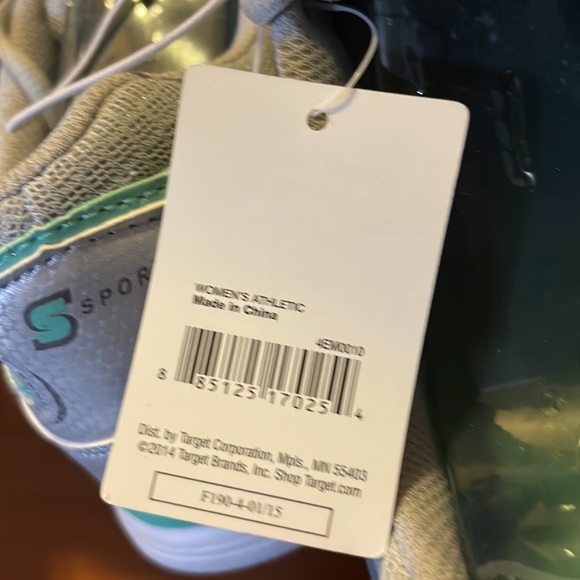 S SPOR
WOMEN'S ATHLETIC
Made in China
4EM0010
8 85125 17025 4
Dist. by Target Corporation, Mpls., MN 55403
©2014 Target Brands, Inc. Shop Target.com
F190-4-01/15